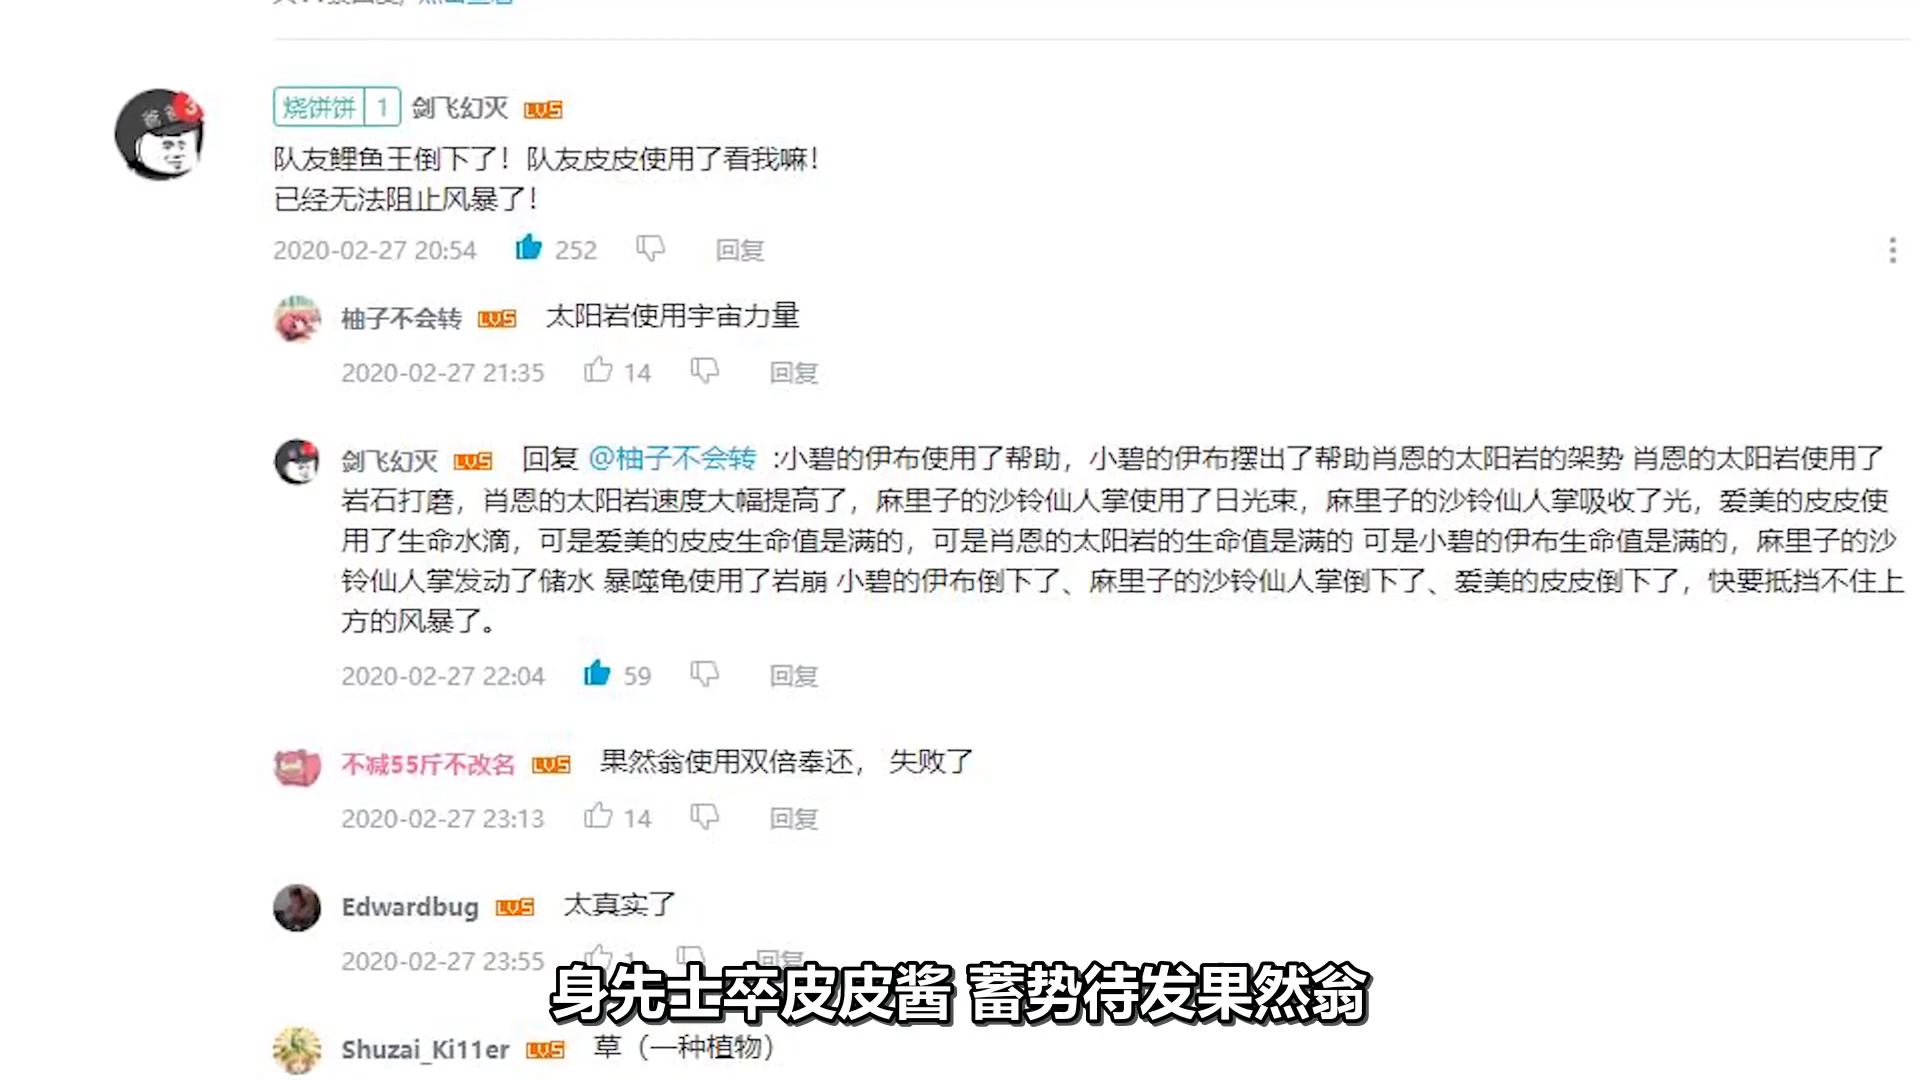 烧饼饼 1 剑飞幻灭 LV5
队友鲤鱼王倒下了！队友皮皮使用了看我嘛！
已经无法阻止风暴了！
2020-02-27 20:54 252 回复
柚子不会转 LV5 太阳岩使用宇宙力量
2020-02-27 21:35 14 回复
剑飞幻灭 LV5 回复 @柚子不会转 :小碧的伊布使用了帮助，小碧的伊布摆出了帮助肖恩的太阳岩的架势 肖恩的太阳岩使用了
岩石打磨，肖恩的太阳岩速度大幅提高了，麻里子的沙铃仙人掌使用了日光束，麻里子的沙铃仙人掌吸收了光，爱美的皮皮使
用了生命水滴，可是爱美的皮皮生命值是满的，可是肖恩的太阳岩的生命值是满的 可是小碧的伊布生命值是满的，麻里子的沙
铃仙人掌发动了储水 暴噬龟使用了岩崩 小碧的伊布倒下了、麻里子的沙铃仙人掌倒下了、爱美的皮皮倒下了，快要抵挡不住上
方的风暴了。
2020-02-27 22:04 59 回复
不减55斤不改名 LV5 果然翁使用双倍奉还， 失败了
2020-02-27 23:13 14 回复
Edwardbug LV5 太真实了
2020-02-27 23:55 1 回复
身先士卒皮皮酱 蓄势待发果然翁
Shuzai_Ki11er LV5 草（一种植物）